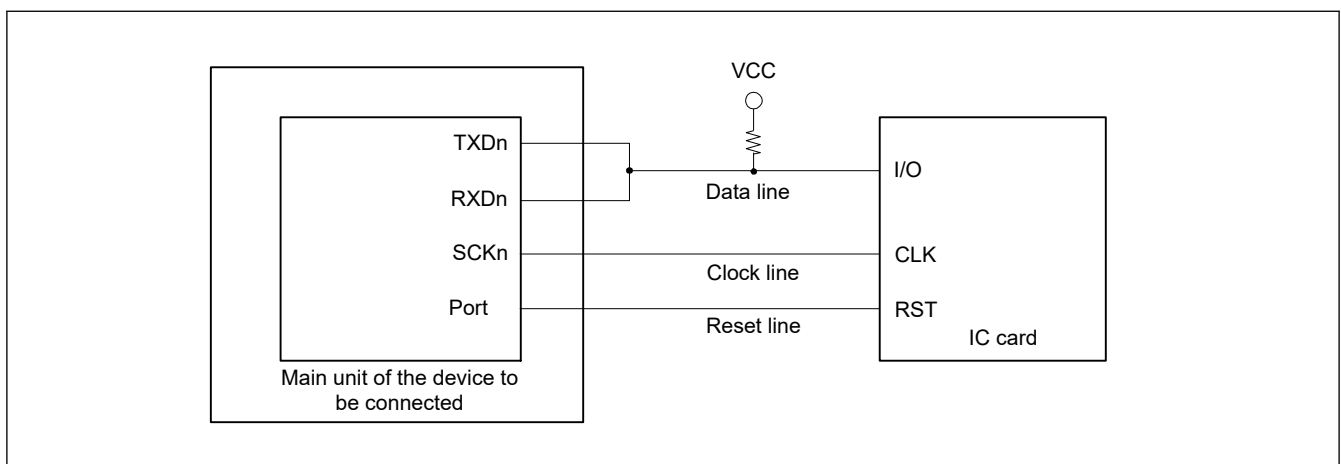 VCC
TXDn
RXDn
SCKn
Port
Data line
Clock line
Reset line
I/O
CLK
RST
IC card
Main unit of the device to
be connected